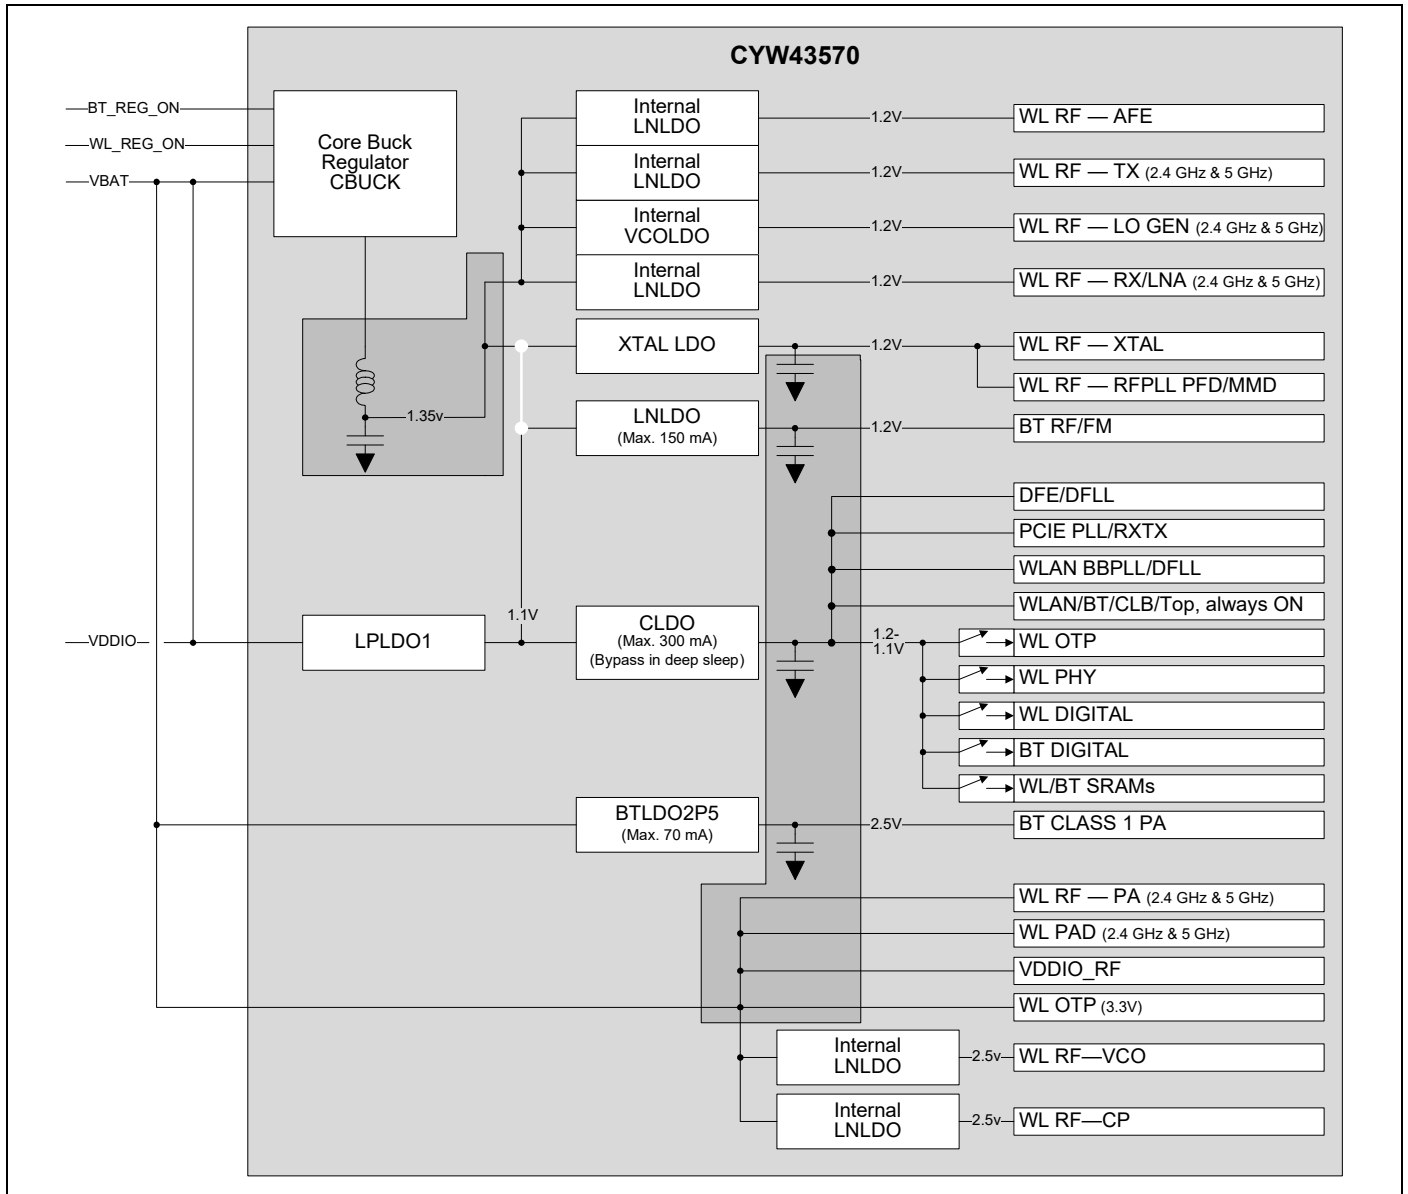 CYW43570
BT_REG_ON
WL_REG_ON
VBAT
Core Buck
Regulator
CBUCK
Internal
LNLDO
1.2V
WL RF — AFE
Internal
LNLDO
1.2V
WL RF — TX (2.4 GHz & 5 GHz)
Internal
VCOLDO
1.2V
WL RF — LO GEN (2.4 GHz & 5 GHz)
Internal
LNLDO
1.2V
WL RF — RX/LNA (2.4 GHz & 5 GHz)
XTAL LDO
1.2V
WL RF — XTAL
WL RF — RFPLL PFD/MMD
1.35v
LNLDO
(Max. 150 mA)
1.2V
BT RF/FM
DFE/DFLL
PCIE PLL/RXTX
WLAN BBPLL/DFLL
WLAN/BT/CLB/Top, always ON
VDDIO
LPLDO1
1.1V
CLDO
(Max. 300 mA)
(Bypass in deep sleep)
1.2-
1.1V
WL OTP
WL PHY
WL DIGITAL
BT DIGITAL
WL/BT SRAMs
BTLDO2P5
(Max. 70 mA)
2.5V
BT CLASS 1 PA
WL RF — PA (2.4 GHz & 5 GHz)
WL PAD (2.4 GHz & 5 GHz)
VDDIO_RF
WL OTP (3.3V)
Internal
LNLDO
2.5v
WL RF—VCO
Internal
LNLDO
2.5v
WL RF—CP